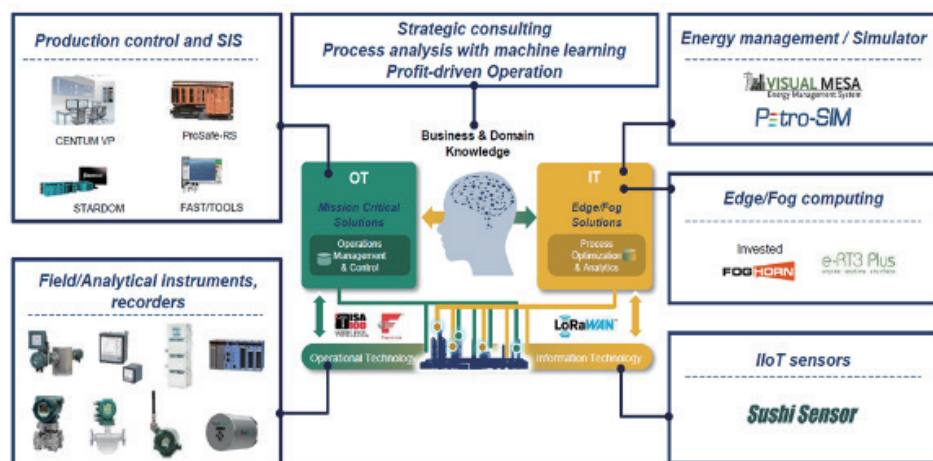 Production control and SIS
CENTUM VP
ProSafe-RS
STARDOM
FAST/TOOLS
Strategic consulting
Process analysis with machine learning
Profit-driven Operation
Energy management / Simulator
VISUAL MESA
Energy Management System
Petro-SIM
Business & Domain
Knowledge
OT
Mission Critical
Solutions
Operations
Management
& Control
IT
Edge/Fog
Solutions
Process
Optimization
& Analytics
Edge/Fog computing
Invested
FOGHORN
e-RT3 Plus
Field/Analytical instruments,
recorders
ISA
100
WIRELESS
LoRaWAN
Operational Technology
Information Technology
IIoT sensors
Sushi Sensor